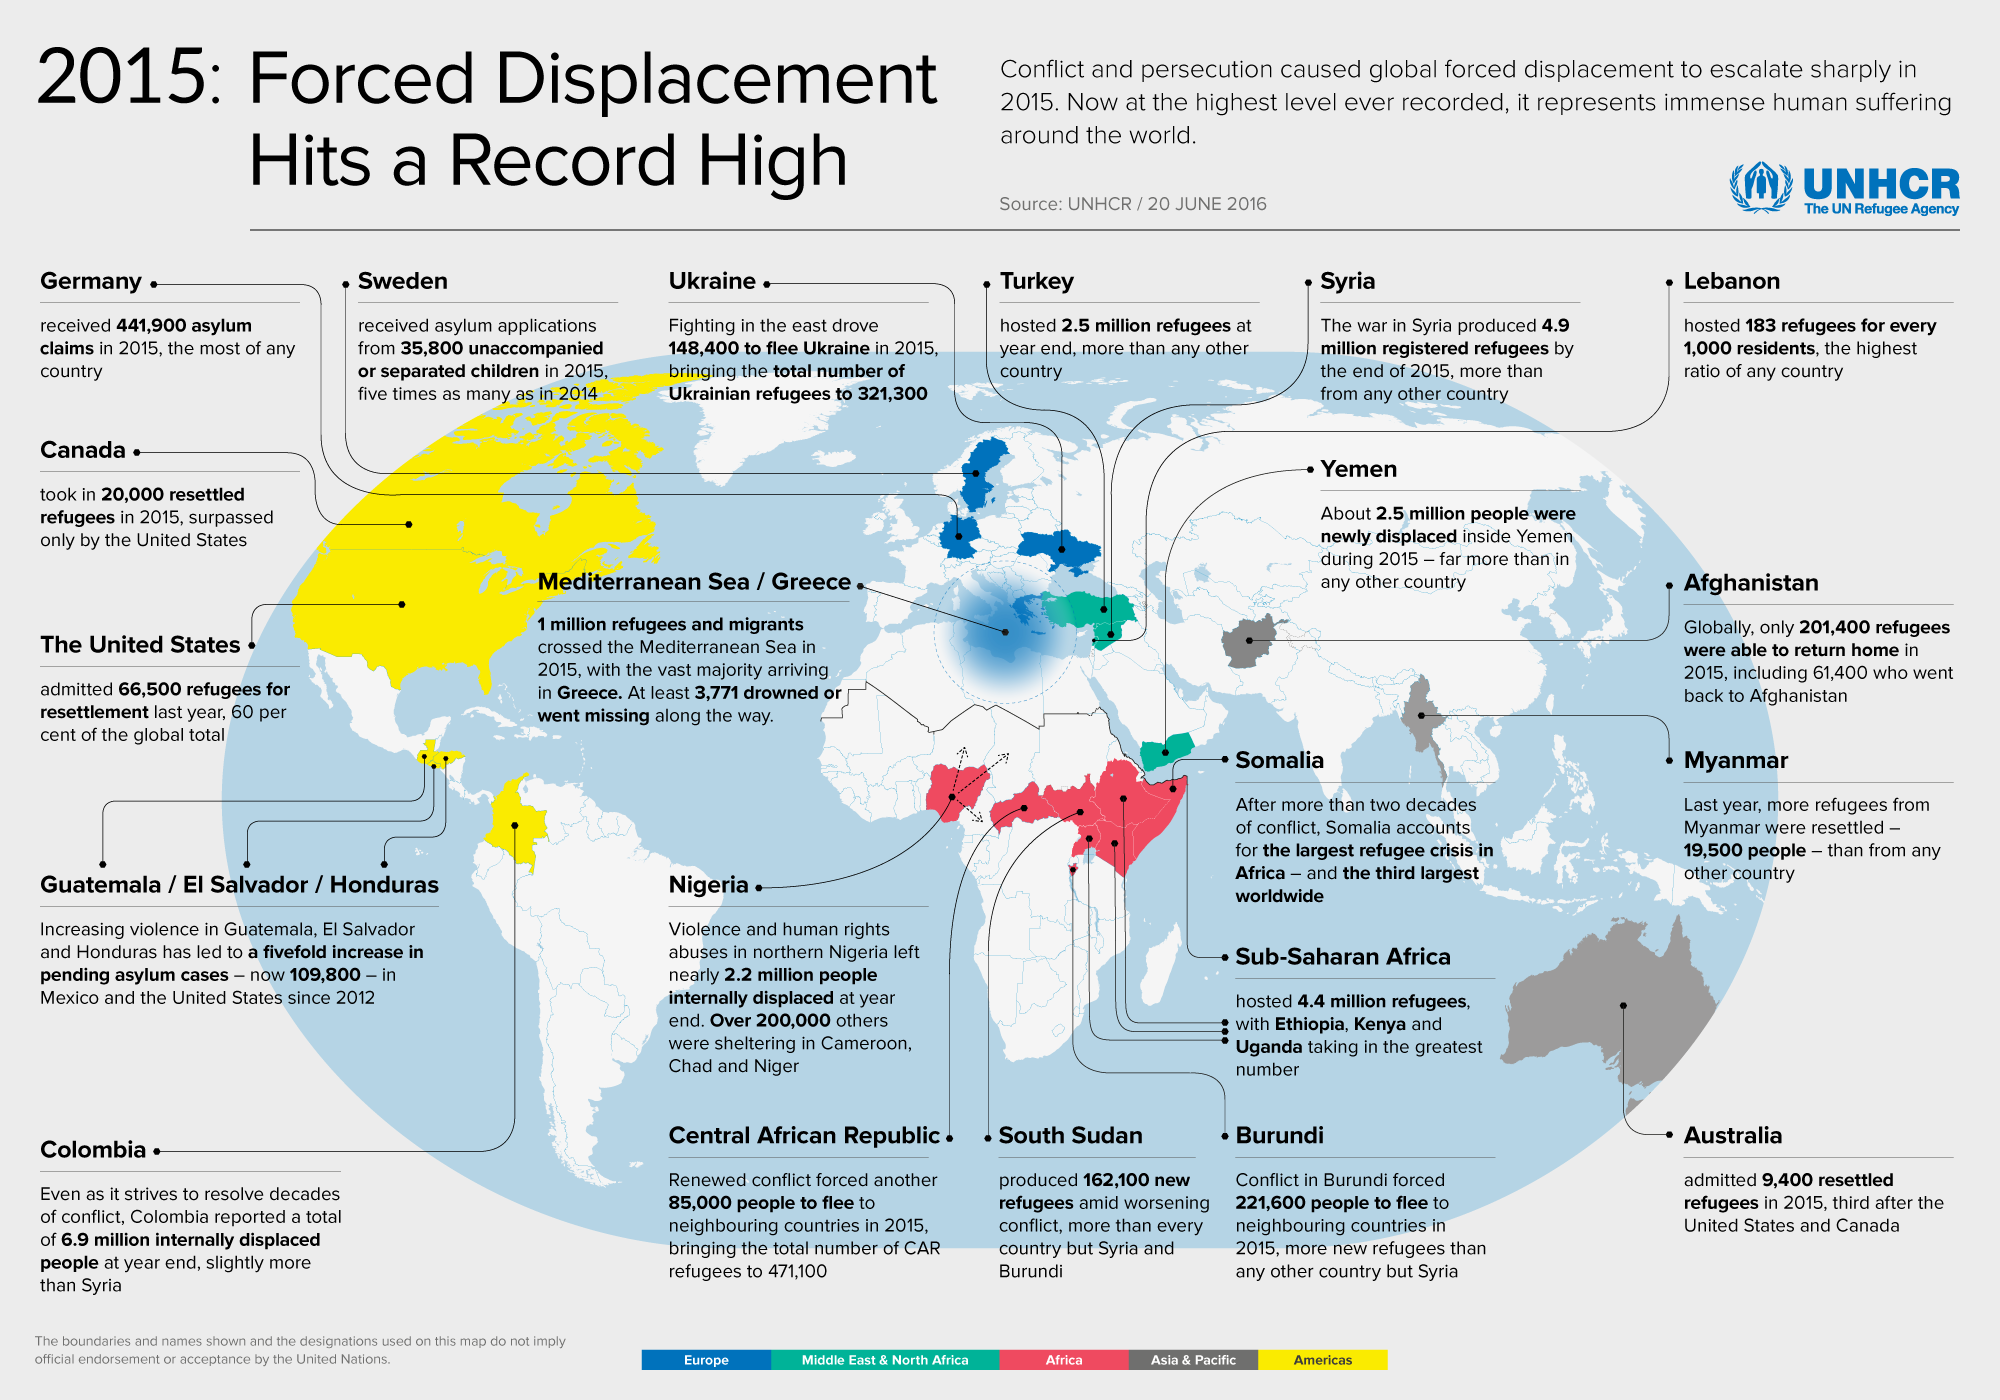 2015: Forced Displacement
Hits a Record High
Conflict and persecution caused global forced displacement to escalate sharply in
2015. Now at the highest level ever recorded, it represents immense human suffering
around the world.
Source: UNHCR / 20 JUNE 2016
UNHCR
The UN Refugee Agency
Germany
received 441,900 asylum
claims in 2015, the most of any
country
Sweden
received asylum applications
from 35,800 unaccompanied
or separated children in 2015,
five times as many as in 2014
Ukraine
Fighting in the east drove
148,400 to flee Ukraine in 2015,
bringing the total number of
Ukrainian refugees to 321,300
Turkey
hosted 2.5 million refugees at
year end, more than any other
country
Syria
The war in Syria produced 4.9
million registered refugees by
the end of 2015, more than
from any other country
Lebanon
hosted 183 refugees for every
1,000 residents, the highest
ratio of any country
Canada
took in 20,000 resettled
refugees in 2015, surpassed
only by the United States
Yemen
About 2.5 million people were
newly displaced inside Yemen
during 2015 – far more than in
any other country
The United States
admitted 66,500 refugees for
resettlement last year, 60 per
cent of the global total
Mediterranean Sea / Greece
1 million refugees and migrants
crossed the Mediterranean Sea in
2015, with the vast majority arriving
in Greece. At least 3,771 drowned or
went missing along the way.
Afghanistan
Globally, only 201,400 refugees
were able to return home in
2015, including 61,400 who went
back to Afghanistan
Somalia
After more than two decades
of conflict, Somalia accounts
for the largest refugee crisis in
Africa – and the third largest
worldwide
Myanmar
Last year, more refugees from
Myanmar were resettled –
19,500 people – than from any
other country
Guatemala / El Salvador / Honduras
Increasing violence in Guatemala, El Salvador
and Honduras has led to a fivefold increase in
pending asylum cases – now 109,800 – in
Mexico and the United States since 2012
Nigeria
Violence and human rights
abuses in northern Nigeria left
nearly 2.2 million people
internally displaced at year
end. Over 200,000 others
were sheltering in Cameroon,
Chad and Niger
Sub-Saharan Africa
hosted 4.4 million refugees,
with Ethiopia, Kenya and
Uganda taking in the greatest
number
Colombia
Even as it strives to resolve decades
of conflict, Colombia reported a total
of 6.9 million internally displaced
people at year end, slightly more
than Syria
Central African Republic
Renewed conflict forced another
85,000 people to flee to
neighbouring countries in 2015,
bringing the total number of CAR
refugees to 471,100
South Sudan
produced 162,100 new
refugees amid worsening
conflict, more than every
country but Syria and
Burundi
Burundi
Conflict in Burundi forced
221,600 people to flee to
neighbouring countries in
2015, more new refugees than
any other country but Syria
Australia
admitted 9,400 resettled
refugees in 2015, third after the
United States and Canada
The boundaries and names shown and the designations used on this map do not imply
official endorsement or acceptance by the United Nations.
Europe
Middle East & North Africa
Africa
Asia & Pacific
Americas